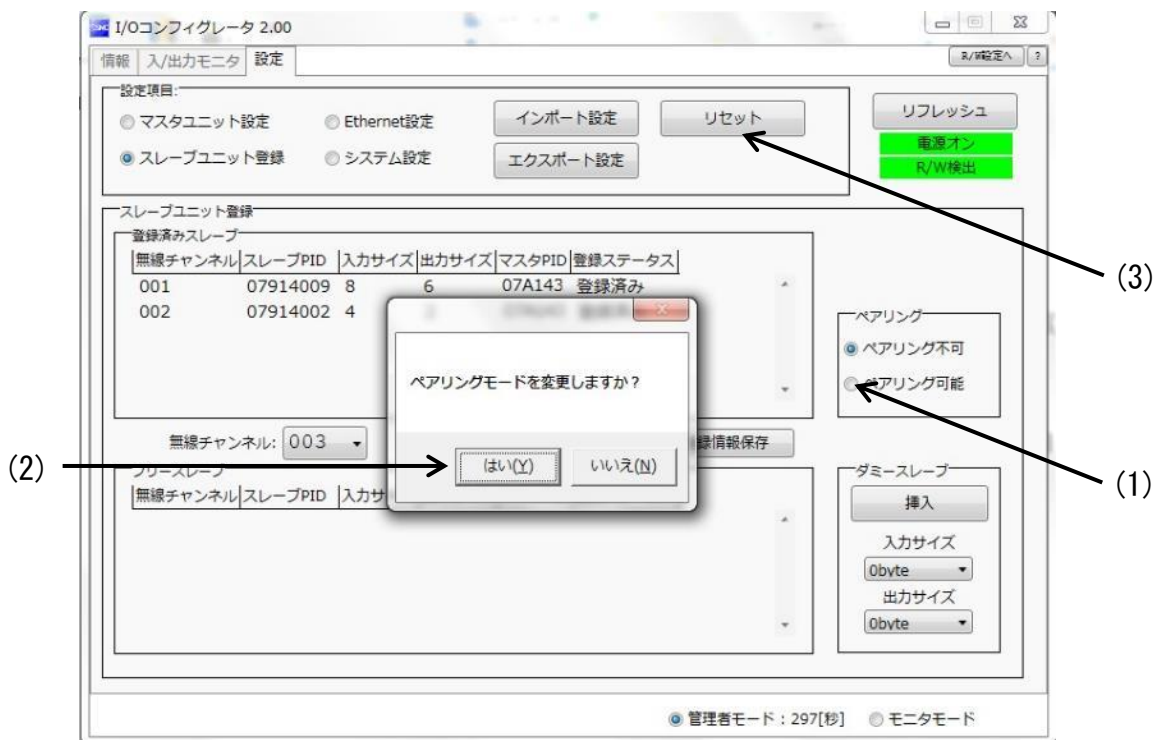 I/Oコンフィグレータ 2.00
情報 入/出力モニタ 設定
R/W設定へ ?
設定項目:
マスタユニット設定 Ethernet設定 インポート設定 リセット
リフレッシュ
電源オン
スレーブユニット登録 システム設定 エクスポート設定
R/W検出
スレーブユニット登録
登録済みスレーブ
無線チャンネル スレーブPID 入力サイズ 出力サイズ マスタPID 登録ステータス
001 07914009 8 6 07A143 登録済み
(3)
002 07914002 4 2
ペアリング
ペアリング不可
ペアリングモードを変更しますか?
ペアリング可能
無線チャンネル: 003
録情報保存
(2)
はい(Y) いいえ(N)
(1)
フリースレーブ
無線チャンネル スレーブPID 入力サ
ダミースレーブ
挿入
入力サイズ
0byte
出力サイズ
0byte
管理者モード:297[秒] モニタモード